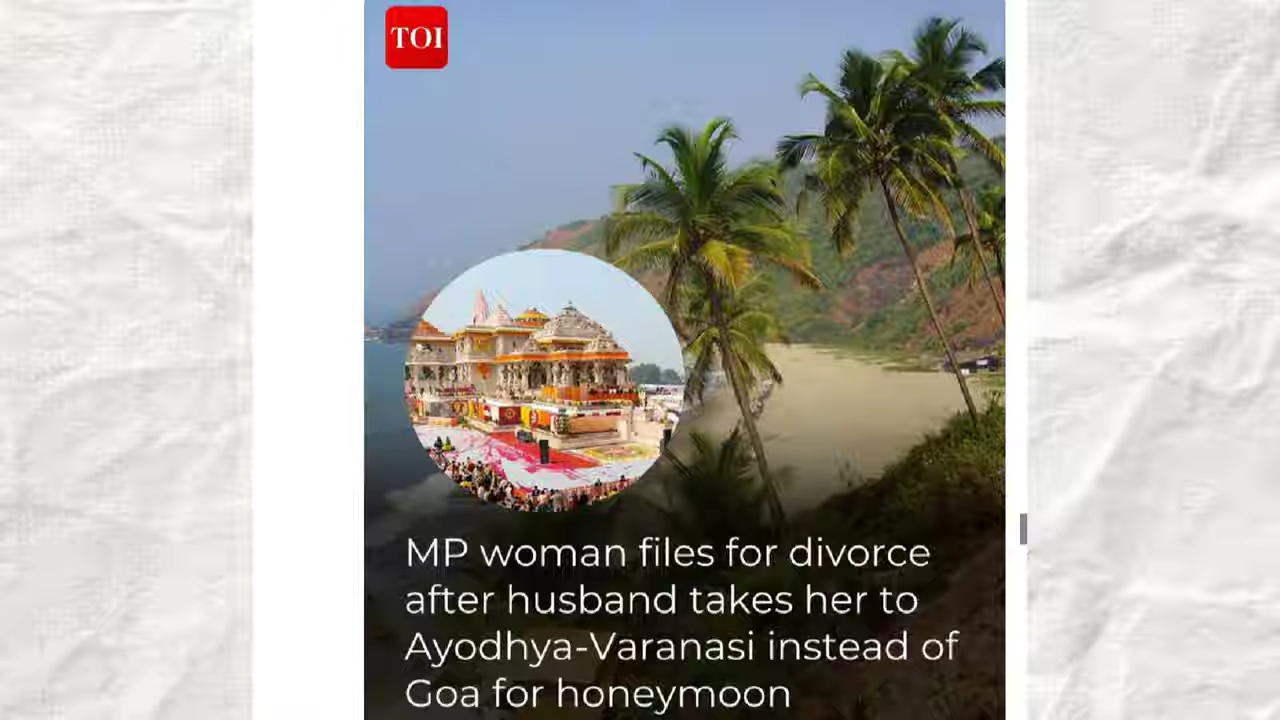 TOI
MP woman files for divorce
after husband takes her to
Ayodhya-Varanasi instead of
Goa for honeymoon